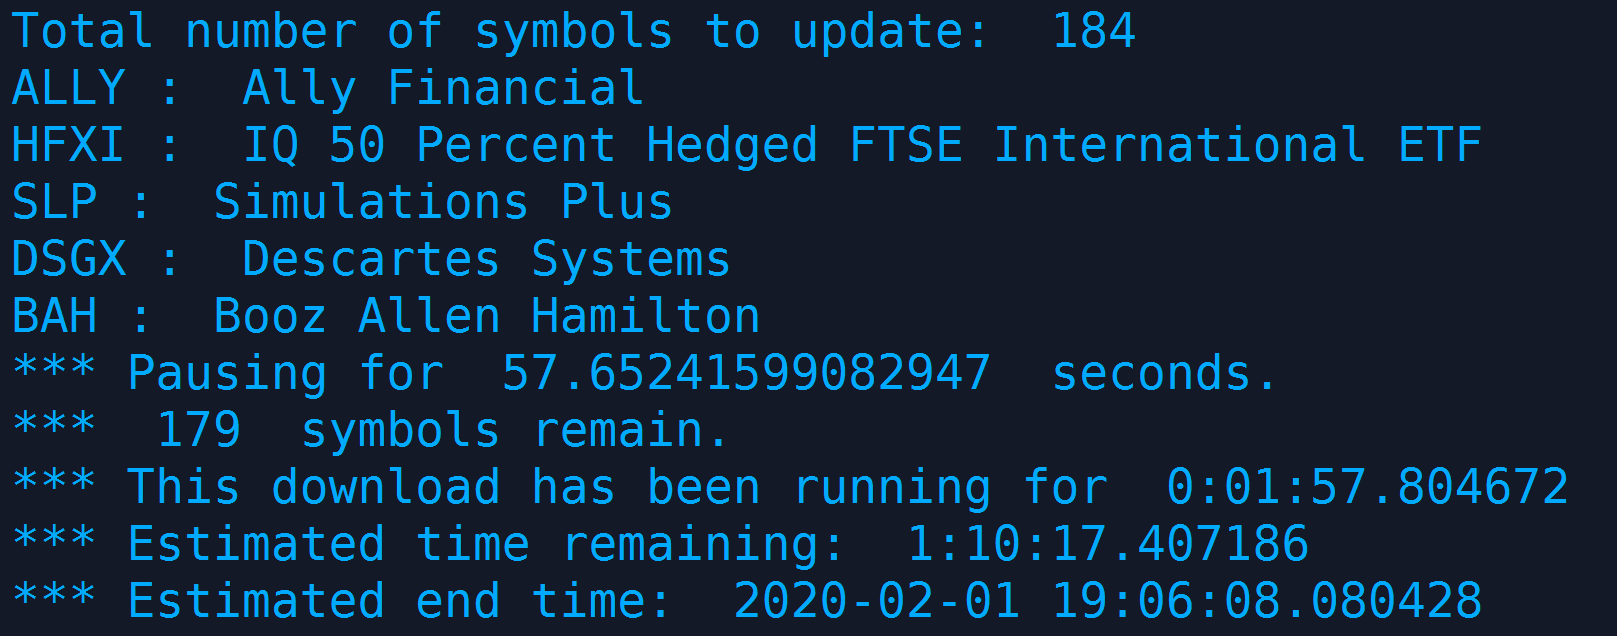 Total number of symbols to update:  184
ALLY :  Ally Financial
HFXI :  IQ 50 Percent Hedged FTSE International ETF
SLP :  Simulations Plus
DSGX :  Descartes Systems
BAH :  Booz Allen Hamilton
*** Pausing for  57.65241599082947  seconds.
***  179  symbols remain.
*** This download has been running for  0:01:57.804672
*** Estimated time remaining:  1:10:17.407186
*** Estimated end time:  2020-02-01 19:06:08.080428